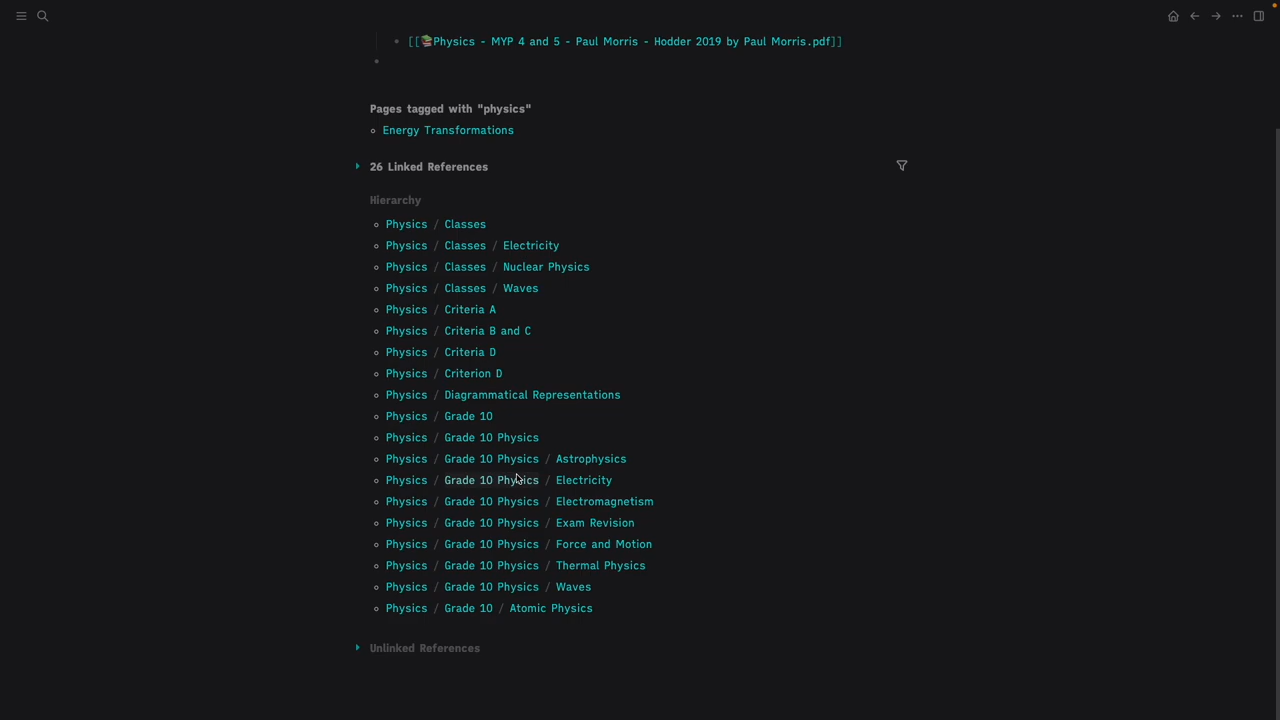 [[📚Physics - MYP 4 and 5 - Paul Morris - Hodder 2019 by Paul Morris.pdf]]
Pages tagged with "physics"
Energy Transformations
26 Linked References
Hierarchy
Physics / Classes
Physics / Classes / Electricity
Physics / Classes / Nuclear Physics
Physics / Classes / Waves
Physics / Criteria A
Physics / Criteria B and C
Physics / Criteria D
Physics / Criterion D
Physics / Diagrammatical Representations
Physics / Grade 10
Physics / Grade 10 Physics
Physics / Grade 10 Physics / Astrophysics
Physics / Grade 10 Physics / Electricity
Physics / Grade 10 Physics / Electromagnetism
Physics / Grade 10 Physics / Exam Revision
Physics / Grade 10 Physics / Force and Motion
Physics / Grade 10 Physics / Thermal Physics
Physics / Grade 10 Physics / Waves
Physics / Grade 10 / Atomic Physics
Unlinked References